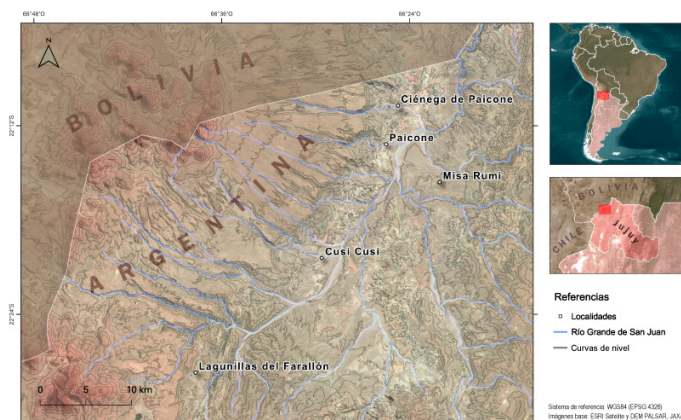 66°48'O 66°36'O 66°24'O
N
BOLIVIA
Ciénega de Paicone
22°12'S
Paicone
ARGENTINA
Misa Rumi
Cusi Cusi
22°24'S
Lagunillas del Farallón
0 5 10 km
BOLIVIA
CHILE
Jujuy
Referencias
Localidades
Río Grande de San Juan
Curvas de nivel
Sistema de referencia: WGS84 (EPSG:4326)
Imágenes base: ESRI Satelite y DEM PALSAR, JAXA